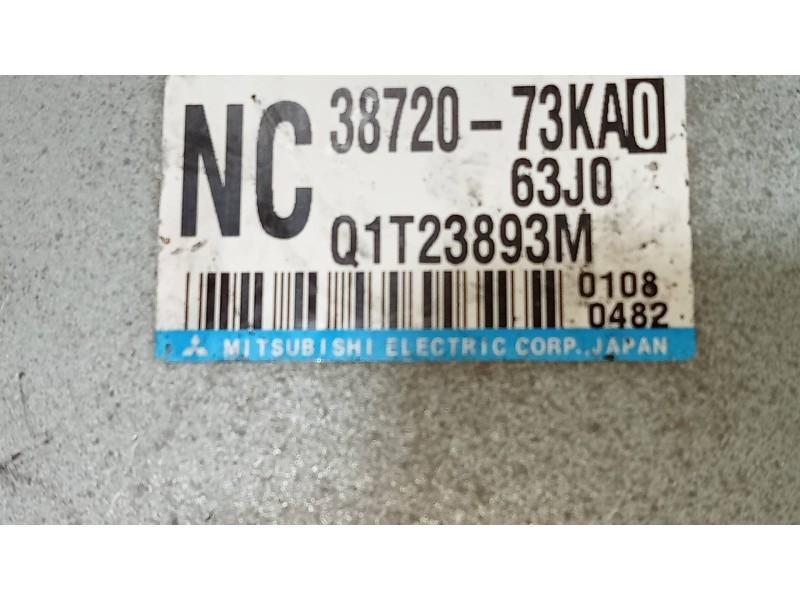 NC 38720-73KA0
63J0
Q1T23893M
0108
0482
MITSUBISHI ELECTRIC CORP., JAPAN